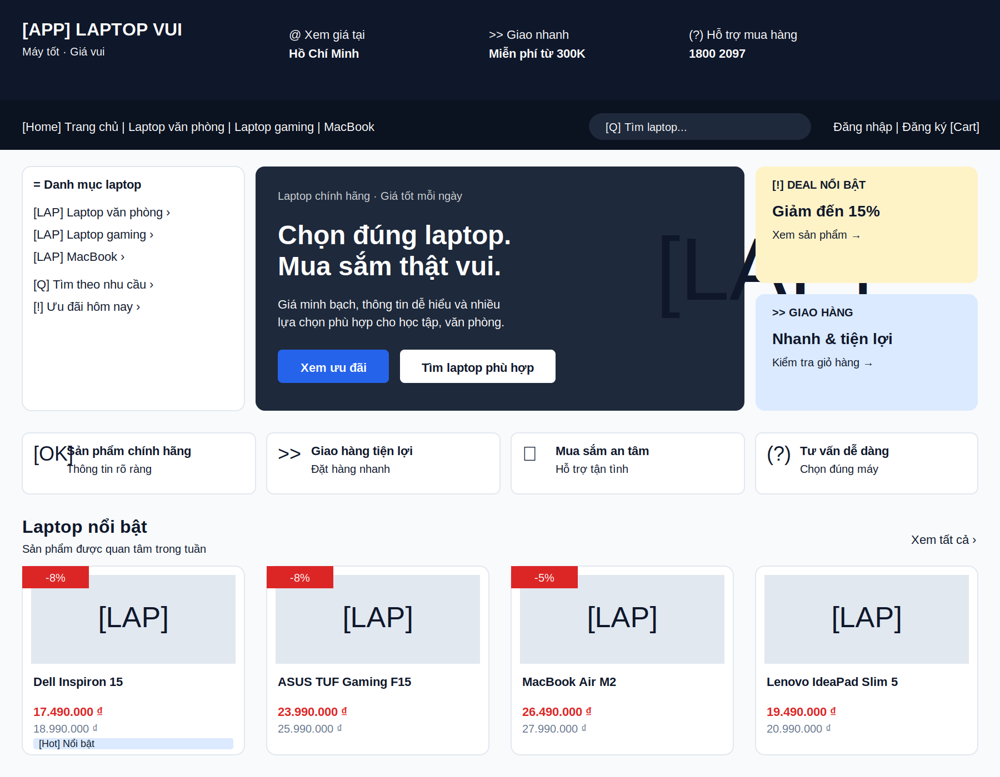 [APP] LAPTOP VUI
Máy tốt · Giá vui
@ Xem giá tại
Hồ Chí Minh
>> Giao nhanh
Miễn phí từ 300K
(?) Hỗ trợ mua hàng
1800 2097
[Home] Trang chủ | Laptop văn phòng | Laptop gaming | MacBook
[Q] Tìm laptop...
Đăng nhập | Đăng ký [Cart]
= Danh mục laptop
[LAP] Laptop văn phòng ›
[LAP] Laptop gaming ›
[LAP] MacBook ›
[Q] Tìm theo nhu cầu ›
[!] Ưu đãi hôm nay ›
Laptop chính hãng · Giá tốt mỗi ngày
Chọn đúng laptop.
Mua sắm thật vui.
Giá minh bạch, thông tin dễ hiểu và nhiều
lựa chọn phù hợp cho học tập, văn phòng.
Xem ưu đãi
Tìm laptop phù hợp
[LAP]
[!] DEAL NỔI BẬT
Giảm đến 15%
Xem sản phẩm →
>> GIAO HÀNG
Nhanh & tiện lợi
Kiểm tra giỏ hàng →
[OK]
Sản phẩm chính hãng
Thông tin rõ ràng
>>
Giao hàng tiện lợi
Đặt hàng nhanh
Mua sắm an tâm
Hỗ trợ tận tình
(?)
Tư vấn dễ dàng
Chọn đúng máy
Laptop nổi bật
Sản phẩm được quan tâm trong tuần
Xem tất cả ›
-8%
[LAP]
Dell Inspiron 15
17.490.000 ₫
18.990.000 ₫
[Hot] Nổi bật
-8%
[LAP]
ASUS TUF Gaming F15
23.990.000 ₫
25.990.000 ₫
-5%
[LAP]
MacBook Air M2
26.490.000 ₫
27.990.000 ₫
[LAP]
Lenovo IdeaPad Slim 5
19.490.000 ₫
20.990.000 ₫